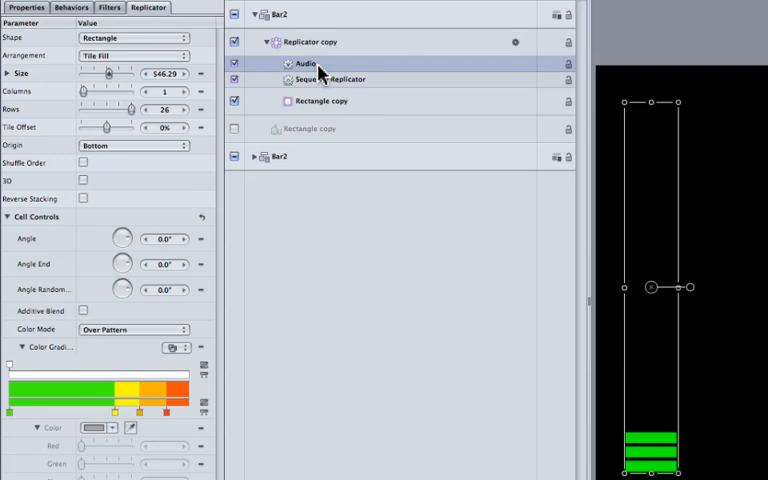 Properties Behaviors Filters Replicator
Parameter Value
Shape Rectangle
Arrangement Tile Fill
Size 546.29
Columns 1
Rows 26
Tile Offset 0%
Origin Bottom
Shuffle Order
3D
Reverse Stacking
Cell Controls
Angle 0.0°
Angle End 0.0°
Angle Random... 0.0°
Additive Blend
Color Mode Over Pattern
Color Gradi...
Color
Red
Green
Bar2
Replicator copy
Audio
Replicator
Rectangle copy
Rectangle copy
Bar2